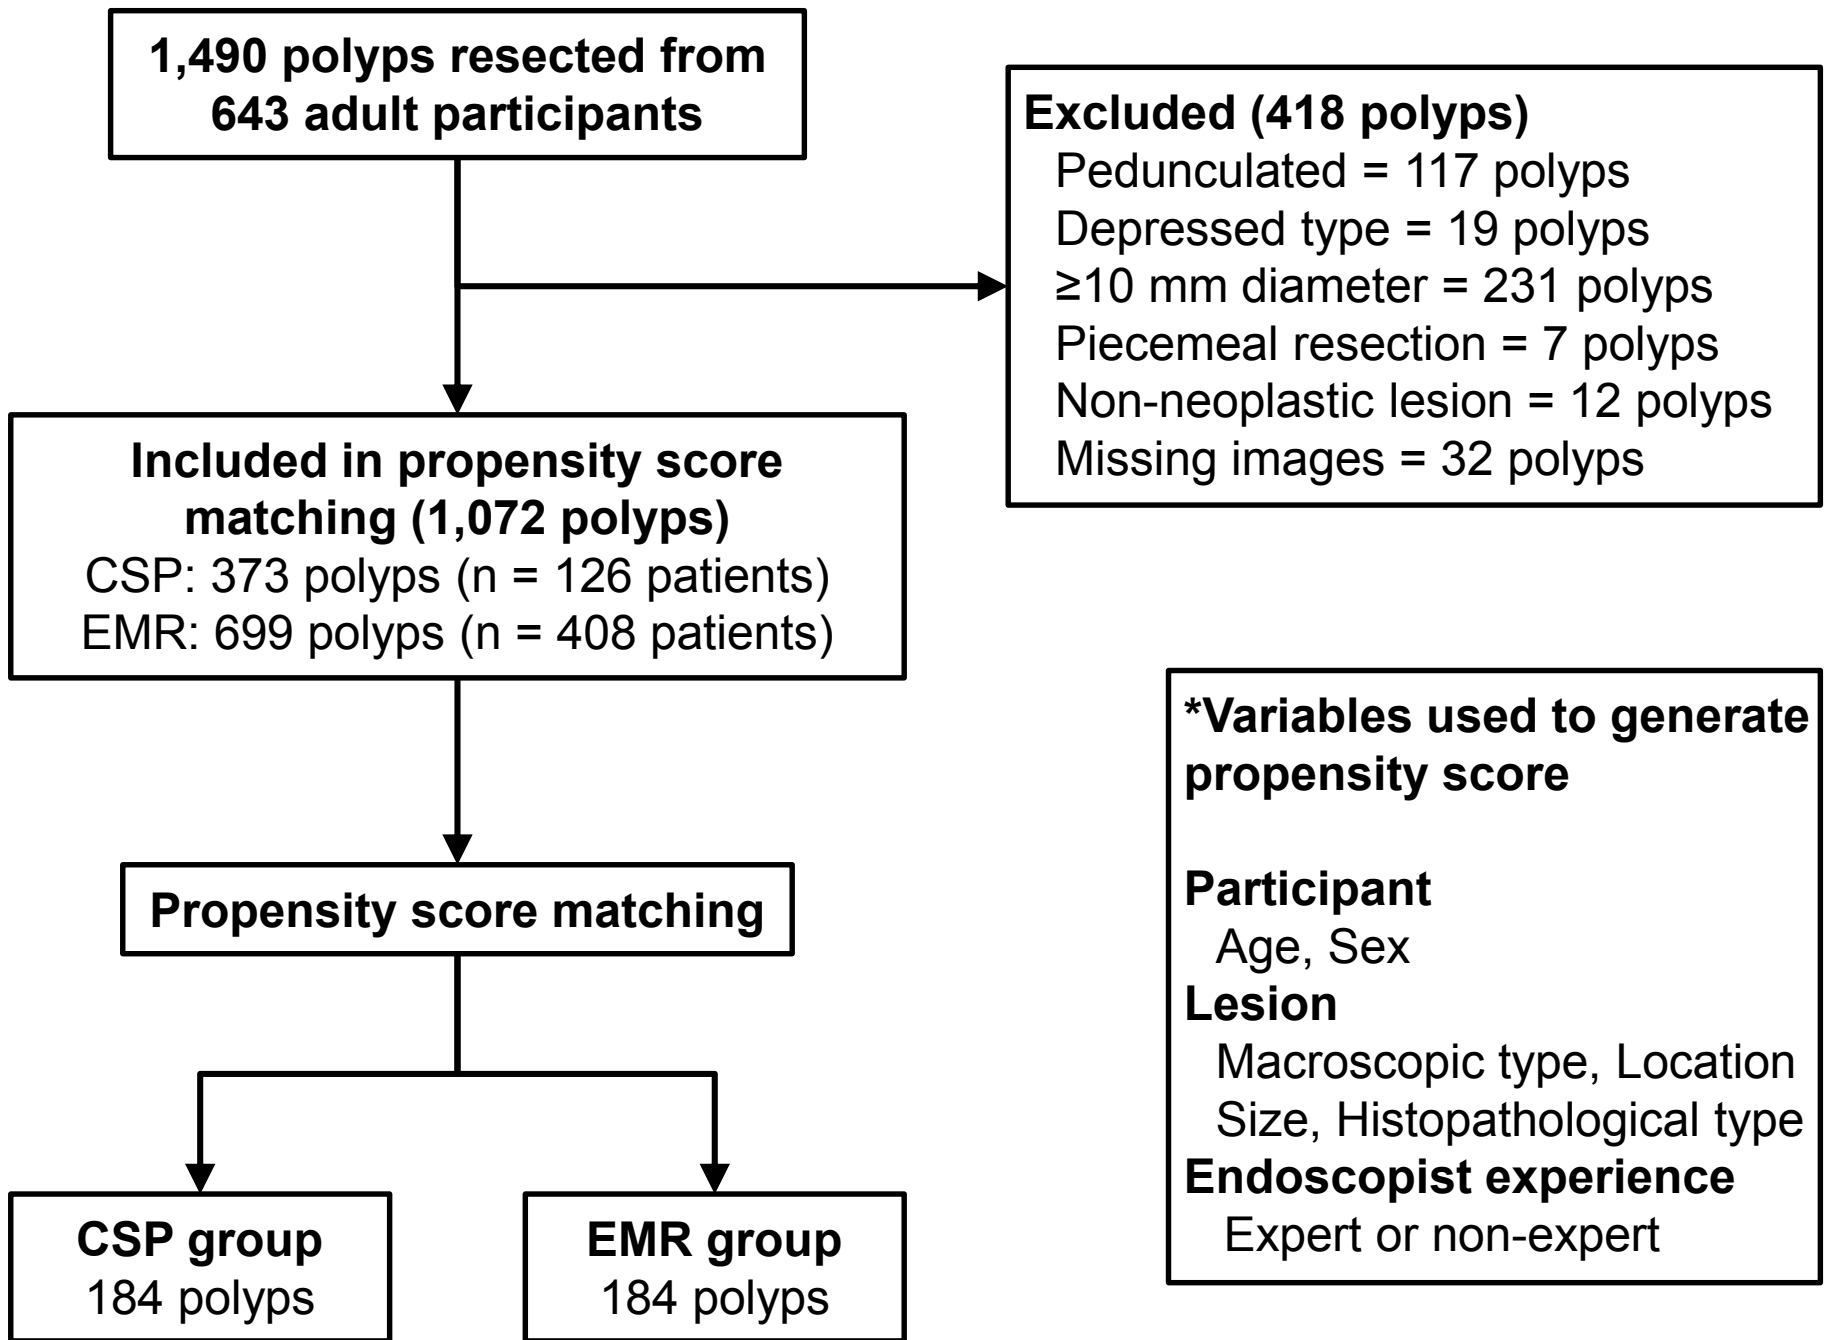 1,490 polyps resected from
643 adult participants
Excluded (418 polyps)
Pedunculated = 117 polyps
Depressed type = 19 polyps
≥10 mm diameter = 231 polyps
Piecemeal resection = 7 polyps
Non-neoplastic lesion = 12 polyps
Missing images = 32 polyps
Included in propensity score
matching (1,072 polyps)
CSP: 373 polyps (n = 126 patients)
EMR: 699 polyps (n = 408 patients)
Propensity score matching
CSP group
184 polyps
EMR group
184 polyps
*Variables used to generate
propensity score
Participant
Age, Sex
Lesion
Macroscopic type, Location
Size, Histopathological type
Endoscopist experience
Expert or non-expert